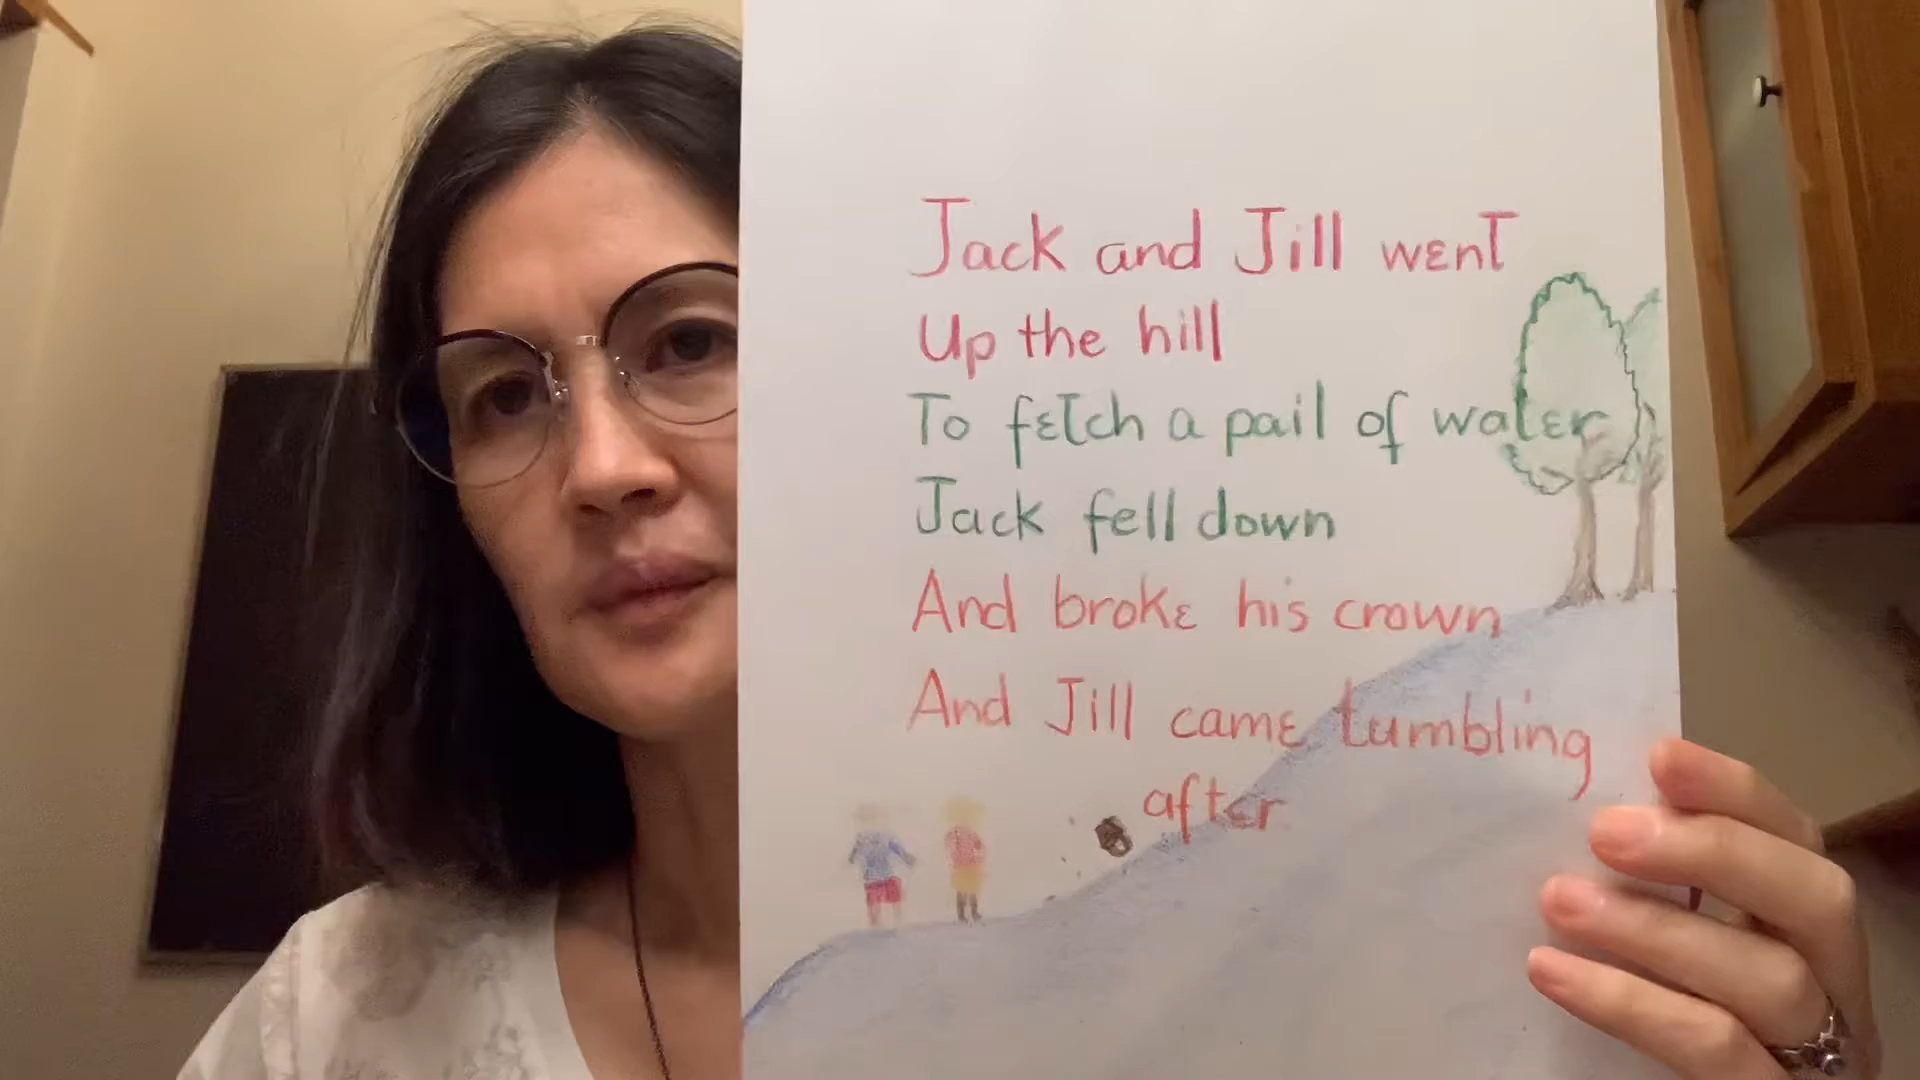 Jack and Jill went
Up the hill
To fetch a pail of water
Jack fell down
And broke his crown
And Jill came tumbling
after